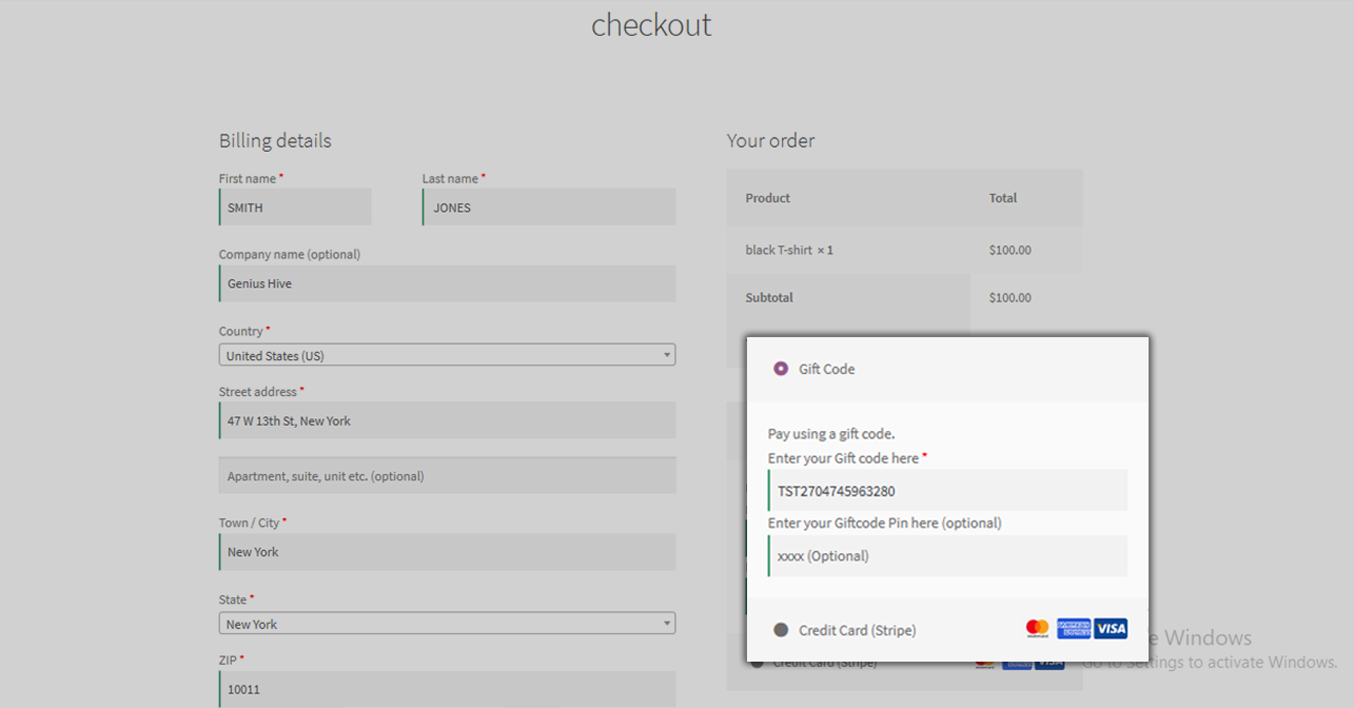 checkout
Billing details
First name *
Last name *
SMITH
JONES
Company name (optional)
Genius Hive
Country *
United States (US)
Street address *
47 W 13th St, New York
Apartment, suite, unit etc. (optional)
Town / City *
New York
State *
New York
ZIP *
10011
Your order
Product Total
black T-shirt × 1 $100.00
Subtotal $100.00
Gift Code
Pay using a gift code.
Enter your Gift code here *
TST2704745963280
Enter your Giftcode Pin here (optional)
xxxx (Optional)
Credit Card (Stripe) VISA
Credit Card (Stripe) VISA
Windows
Go to Settings to activate Windows.